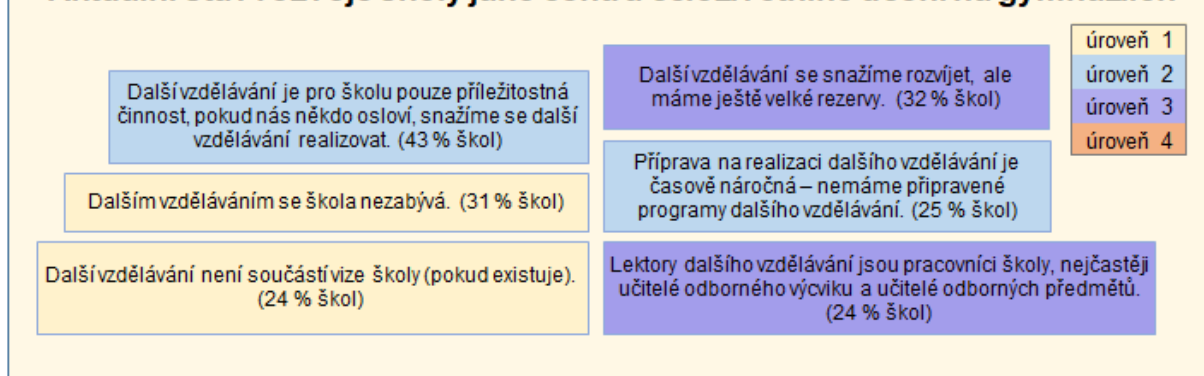 úroveň 1
úroveň 2
úroveň 3
úroveň 4
Další vzdělávání je pro školu pouze příležitostná
činnost, pokud nás někdo osloví, snažíme se další
vzdělávání realizovat. (43 % škol)
Další vzdělávání se snažíme rozvíjet, ale
máme ještě velké rezervy. (32 % škol)
Dalším vzděláváním se škola nezabývá. (31 % škol)
Příprava na realizaci dalšího vzdělávání je
časově náročná – nemáme připravené
programy dalšího vzdělávání. (25 % škol)
Další vzdělávání není součástí vize školy (pokud existuje).
(24 % škol)
Lektory dalšího vzdělávání jsou pracovníci školy, nejčastěji
učitelé odborného výcviku a učitelé odborných předmětů.
(24 % škol)